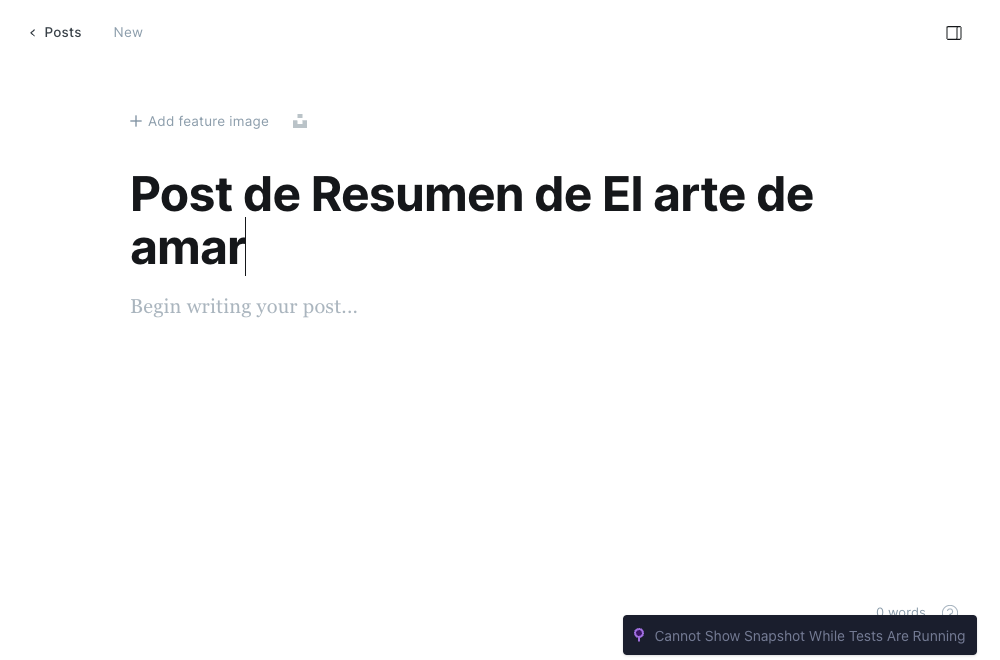 Posts New
Add feature image
Post de Resumen de El arte de
amar
Begin writing your post...
0 words
Cannot Show Snapshot While Tests Are Running